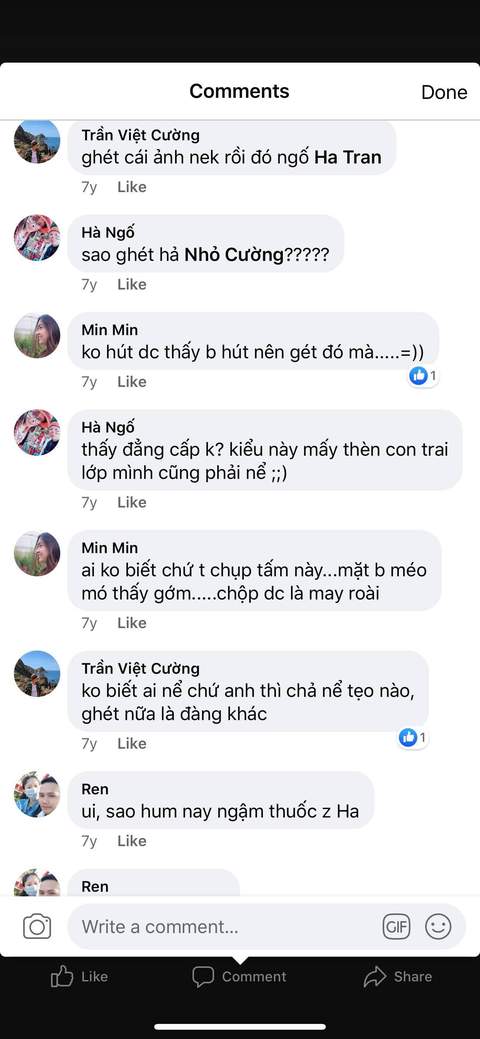 Comments
Done
Trần Việt Cường
ghét cái ảnh nek rồi đó ngố Ha Tran
7y Like
Hà Ngố
sao ghét hả Nhỏ Cường?????
7y Like
Min Min
ko hút dc thấy b hút nên gét đó mà.....=))
7y Like
1
Hà Ngố
thấy đẳng cấp k? kiểu này mấy thèn con trai
lớp mình cũng phải nể ;;)
7y Like
Min Min
ai ko biết chứ t chụp tấm này...mặt b méo
mó thấy gớm.....chộp dc là may roài
7y Like
Trần Việt Cường
ko biết ai nể chứ anh thì chả nể tẹo nào,
ghét nữa là đàng khác
7y Like
1
Ren
ui, sao hum nay ngậm thuốc z Ha
7y Like
Ren
Write a comment...
GIF
Like
Comment
Share